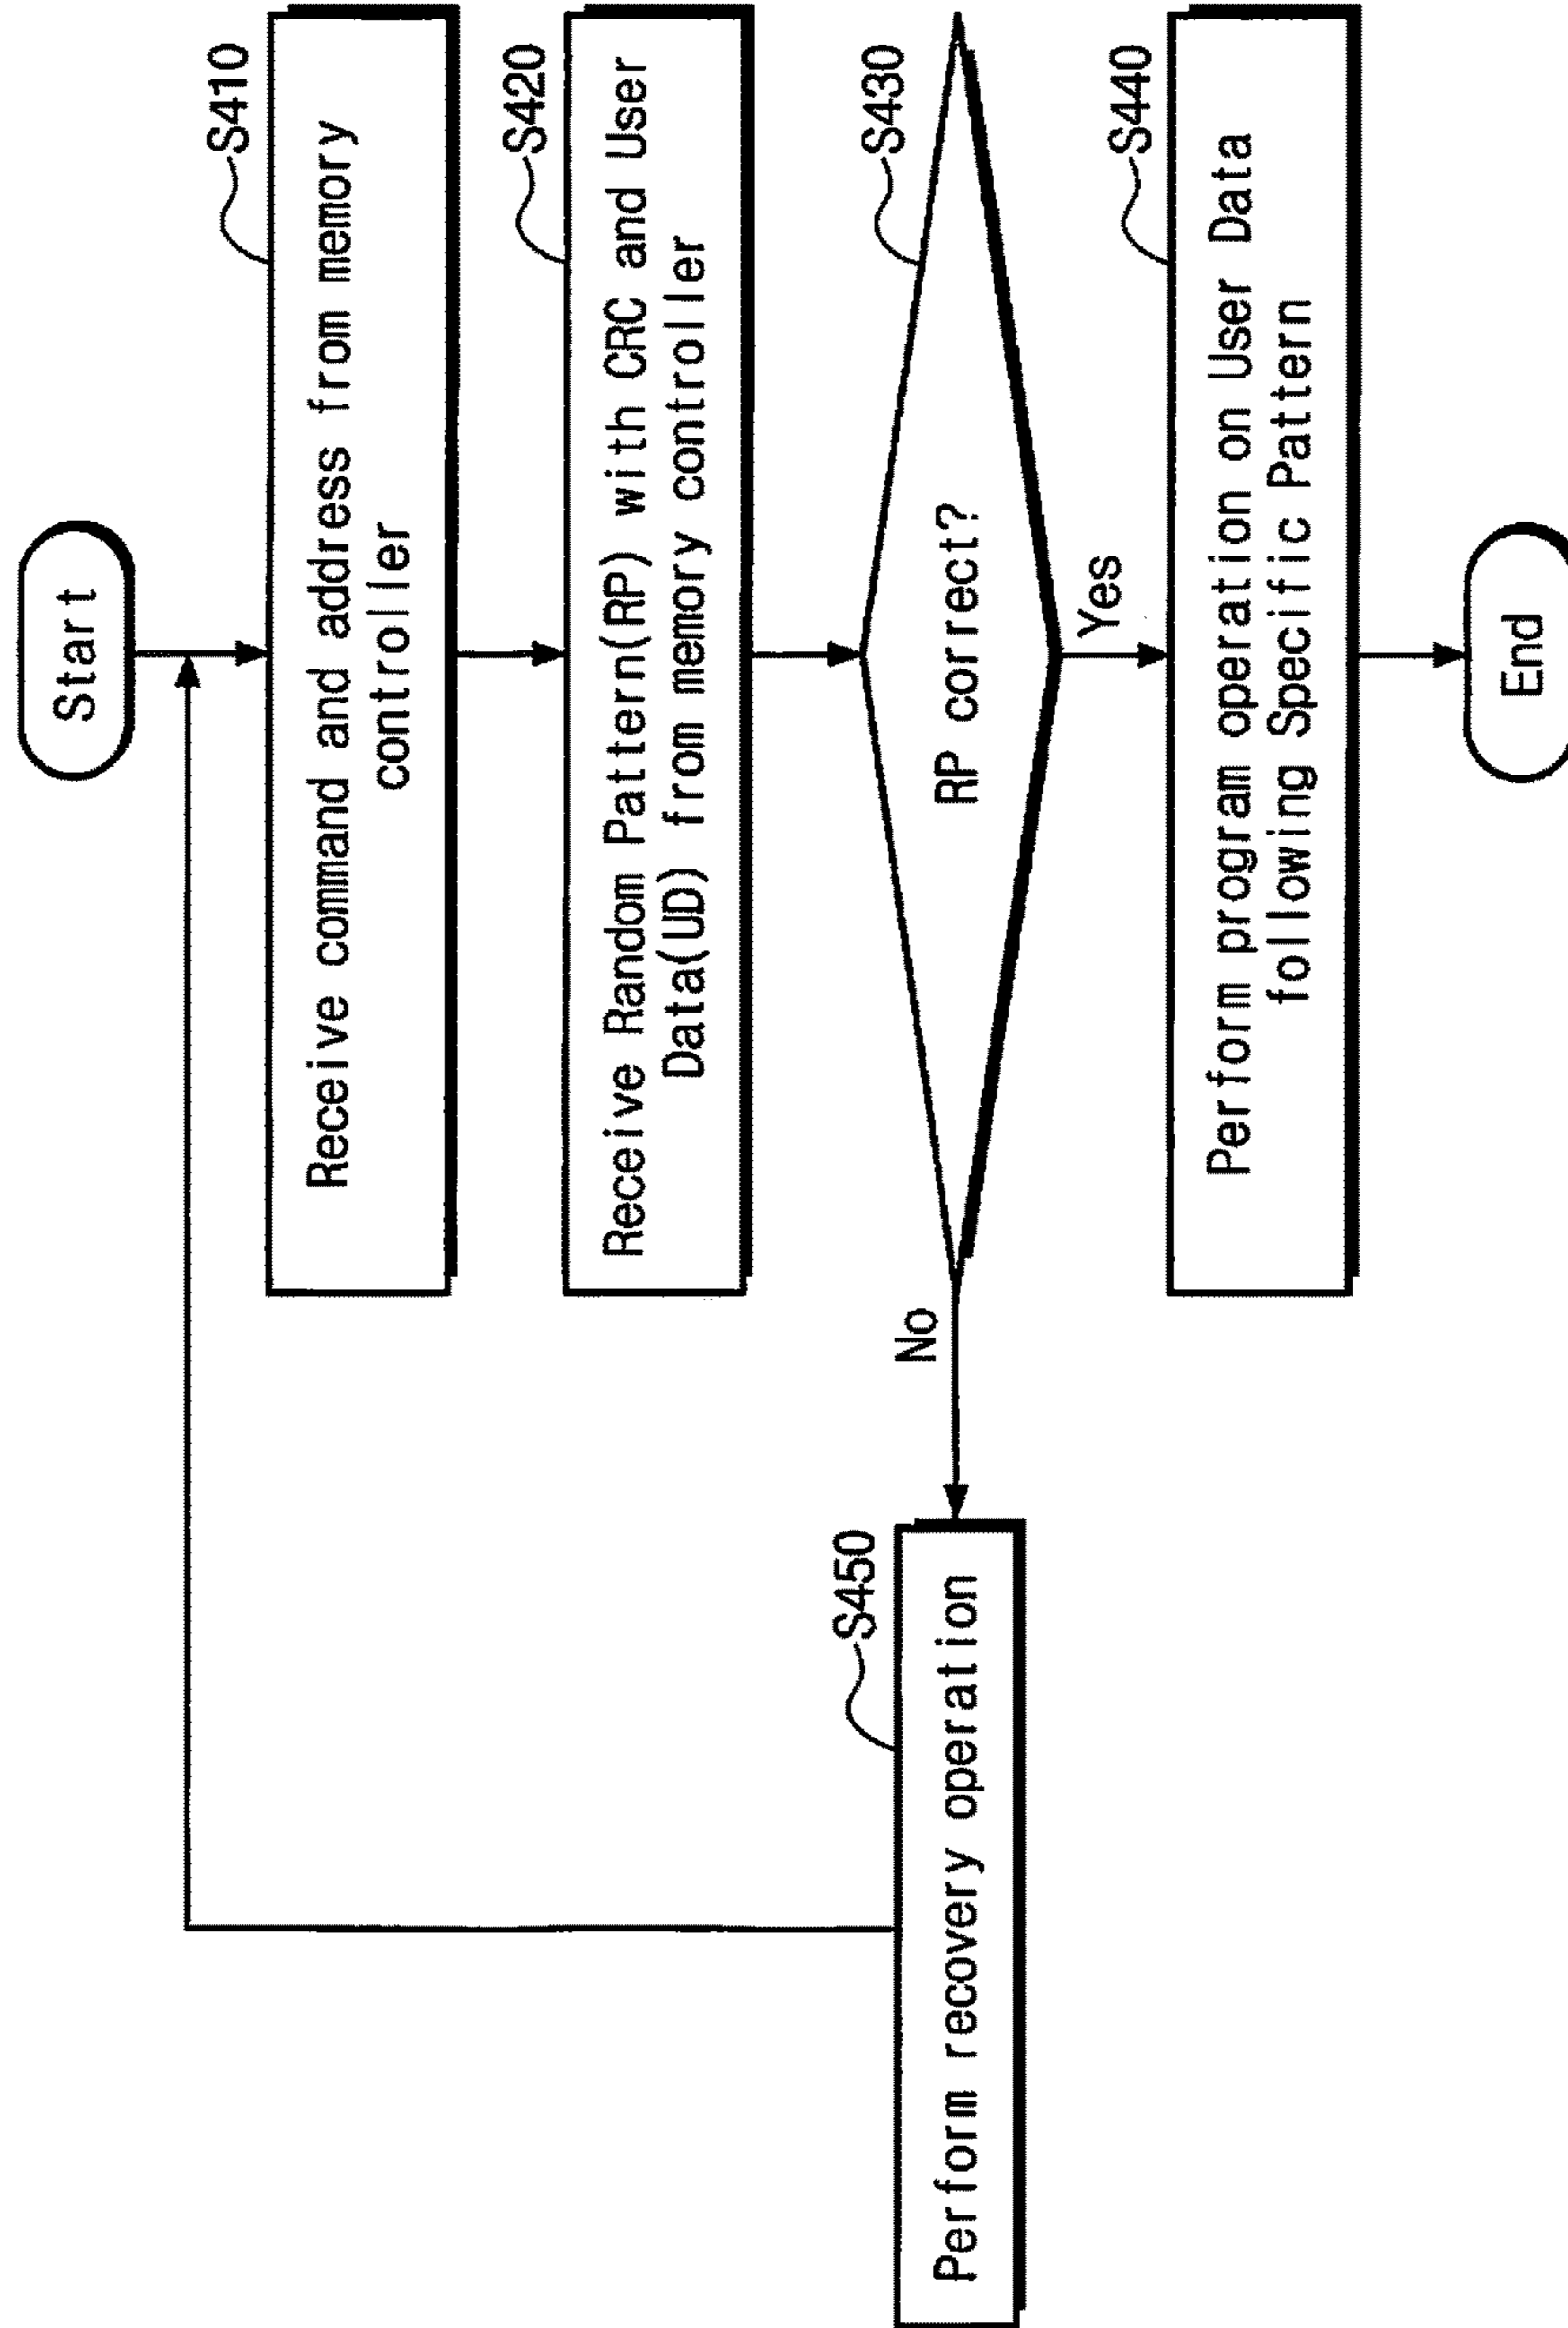 Start
S410
Receive command and address from memory
controller
S420
Receive Random Pattern(RP) with CRC and User
Data(UD) from memory controller
S430
RP correct?
No
Yes
S450
Perform recovery operation
S440
Perform program operation on User Data
following Specific Pattern
End